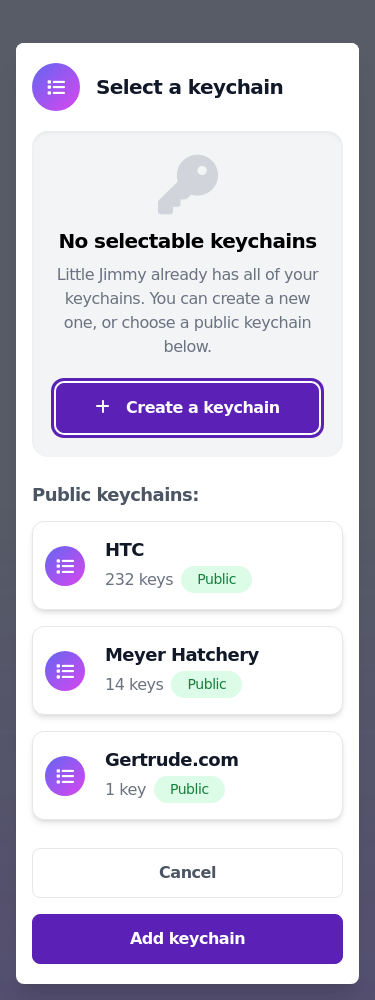 Select a keychain
No selectable keychains
Little Jimmy already has all of your
keychains. You can create a new
one, or choose a public keychain
below.
Create a keychain
Public keychains:
HTC
232 keys Public
Meyer Hatchery
14 keys Public
Gertrude.com
1 key Public
Cancel
Add keychain